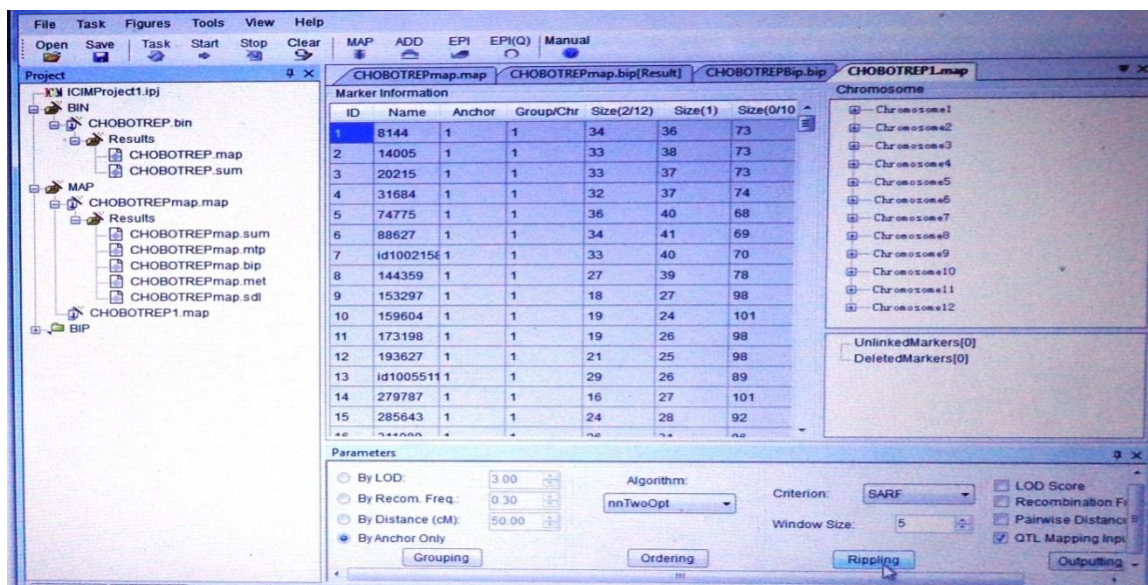 File Task Figures Tools View Help
Open Save Task Start Stop Clear MAP ADD EPI EPI(Q) Manual
Project
ICIMProject1.ipj
BIN
CHOBOTREP.bin
Results
CHOBOTREP.map
CHOBOTREP.sum
MAP
CHOBOTREPmap.map
Results
CHOBOTREPmap.sum
CHOBOTREPmap.mtp
CHOBOTREPmap.bip
CHOBOTREPmap.met
CHOBOTREPmap.sdl
CHOBOTREP1.map
BIP
CHOBOTREPmap.map CHOBOTREPmap.bip[Result] CHOBOTREPBip.bip CHOBOTREP1.map
Marker Information
ID Name Anchor Group/Chr Size(2/12) Size(1) Size(0/10
1 8144 1 1 34 36 73
2 14005 1 1 33 38 73
3 20215 1 1 33 37 73
4 31684 1 1 32 37 74
5 74775 1 1 36 40 68
6 88627 1 1 34 41 69
7 id1002158 1 1 33 40 70
8 144359 1 1 27 39 78
9 153297 1 1 18 27 98
10 159604 1 1 19 24 101
11 173198 1 1 19 26 98
12 193627 1 1 21 25 98
13 id1005511 1 1 29 26 89
14 279787 1 1 16 27 101
15 285643 1 1 24 28 92
Chromosome
Chromosome1
Chromosome2
Chromosome3
Chromosome4
Chromosome5
Chromosome6
Chromosome7
Chromosome8
Chromosome9
Chromosome10
Chromosome11
Chromosome12
UnlinkedMarkers[0]
DeletedMarkers[0]
Parameters
By LOD: 3.00
By Recom. Freq.: 0.30
By Distance (cM): 50.00
By Anchor Only
Grouping
Algorithm:
nnTwoOpt
Ordering
Criterion: SARF
Window Size: 5
Rippling
LOD Score
Recombination Fr
Pairwise Distance
QTL Mapping Inpu
Outputting